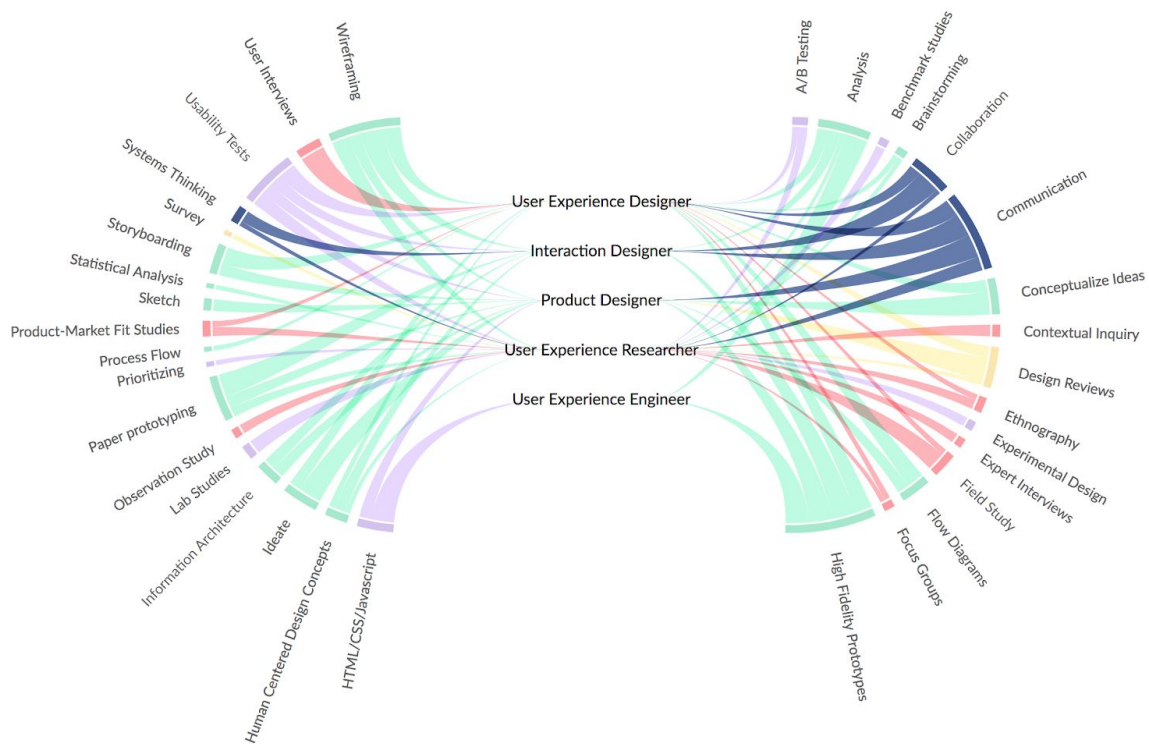 Wireframing
User Interviews
Usability Tests
Systems Thinking
Survey
Storyboarding
Statistical Analysis
Sketch
Product-Market Fit Studies
Process Flow
Prioritizing
Paper prototyping
Observation Study
Lab Studies
Information Architecture
Ideate
Human Centered Design Concepts
HTML/CSS/Javascript
User Experience Designer
Interaction Designer
Product Designer
User Experience Researcher
User Experience Engineer
A/B Testing
Analysis
Benchmark studies
Brainstorming
Collaboration
Communication
Conceptualize Ideas
Contextual Inquiry
Design Reviews
Ethnography
Experimental Design
Expert Interviews
Field Study
Flow Diagrams
Focus Groups
High Fidelity Prototypes